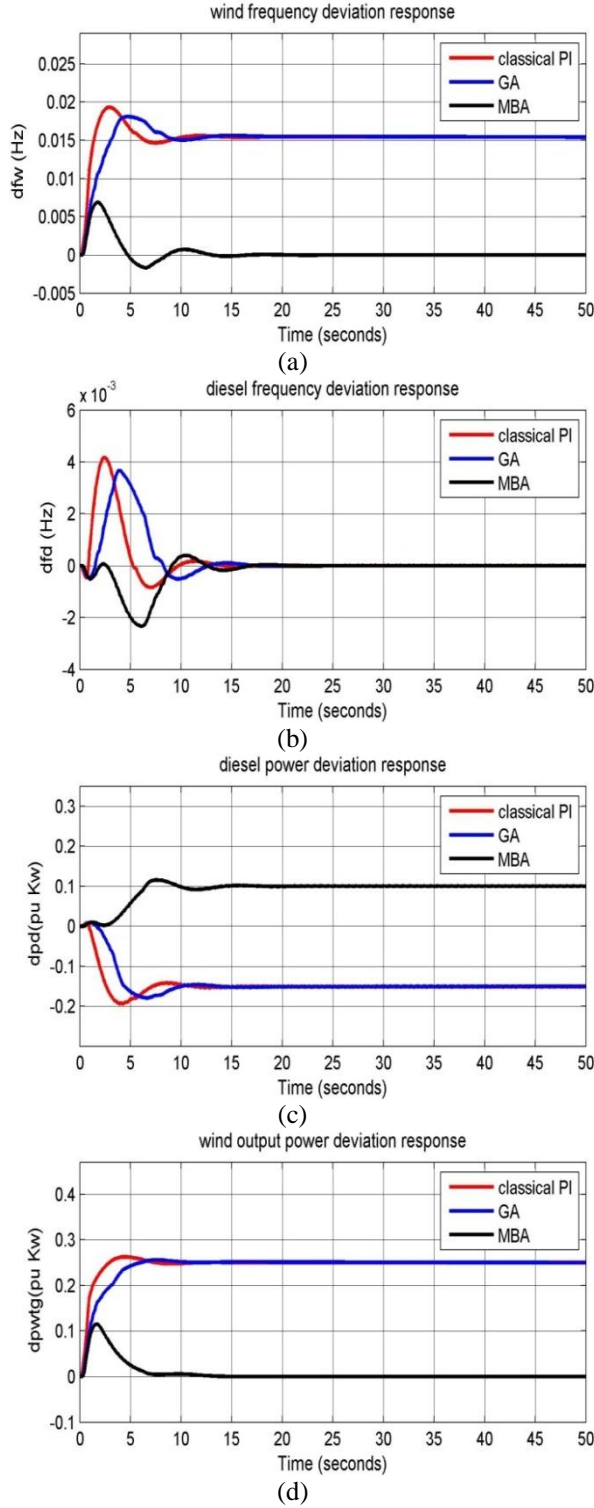 wind frequency deviation response
0.025
0.02
0.015
0.01
0.005
0
-0.005
dfw (Hz)
classical PI
GA
MBA
0 5 10 15 20 25 30 35 40 45 50
Time (seconds)
(a)
diesel frequency deviation response
x 10⁻³
6
4
2
0
-2
-4
dfd (Hz)
classical PI
GA
MBA
0 5 10 15 20 25 30 35 40 45 50
Time (seconds)
(b)
diesel power deviation response
0.3
0.2
0.1
0
-0.1
-0.2
dpd(pu Kw)
classical PI
GA
MBA
0 5 10 15 20 25 30 35 40 45 50
Time (seconds)
(c)
wind output power deviation response
0.4
0.3
0.2
0.1
0
-0.1
dpwtg(pu Kw)
classical PI
GA
MBA
0 5 10 15 20 25 30 35 40 45 50
Time (seconds)
(d)